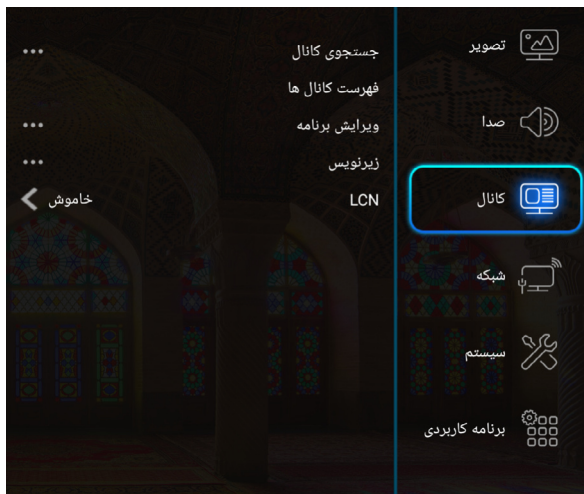 تصویر
صدا
کانال
شبکه
سیستم
برنامه کاربردی
جستجوی کانال
فهرست کانال ها
ویرایش برنامه
زیرنویس
LCN خاموش